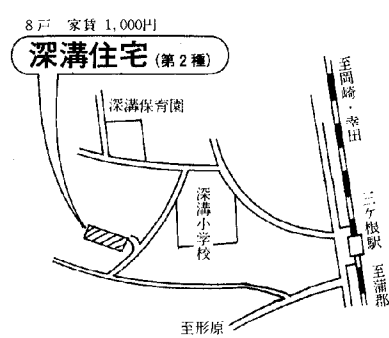 8戸 家賃 1,000円
深溝住宅(第2種)
深溝保育園
至岡崎・幸田
深溝小学校
三ケ根駅
至蒲郡
至形原